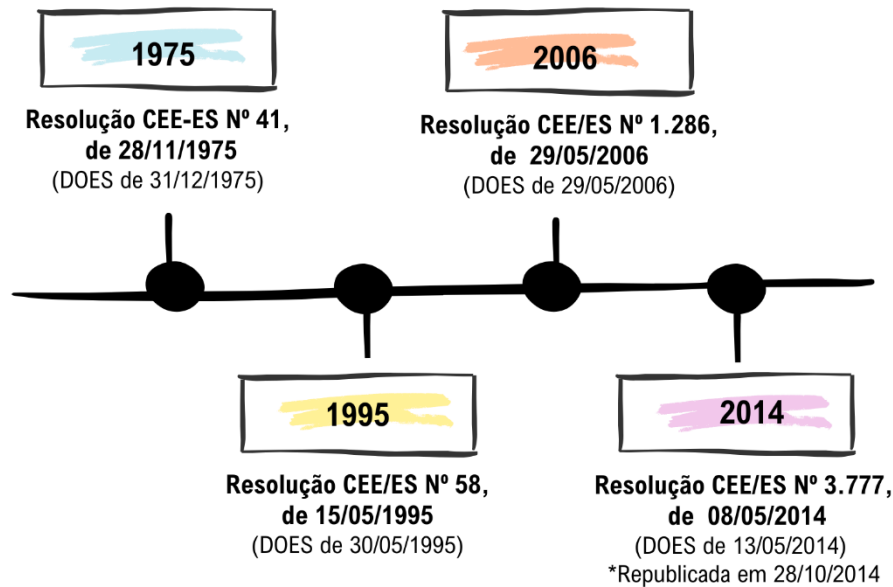 1975
Resolução CEE-ES Nº 41,
de 28/11/1975
(DOES de 31/12/1975)
2006
Resolução CEE/ES Nº 1.286,
de 29/05/2006
(DOES de 29/05/2006)
1995
Resolução CEE/ES Nº 58,
de 15/05/1995
(DOES de 30/05/1995)
2014
Resolução CEE/ES Nº 3.777,
de 08/05/2014
(DOES de 13/05/2014)
*Republicada em 28/10/2014